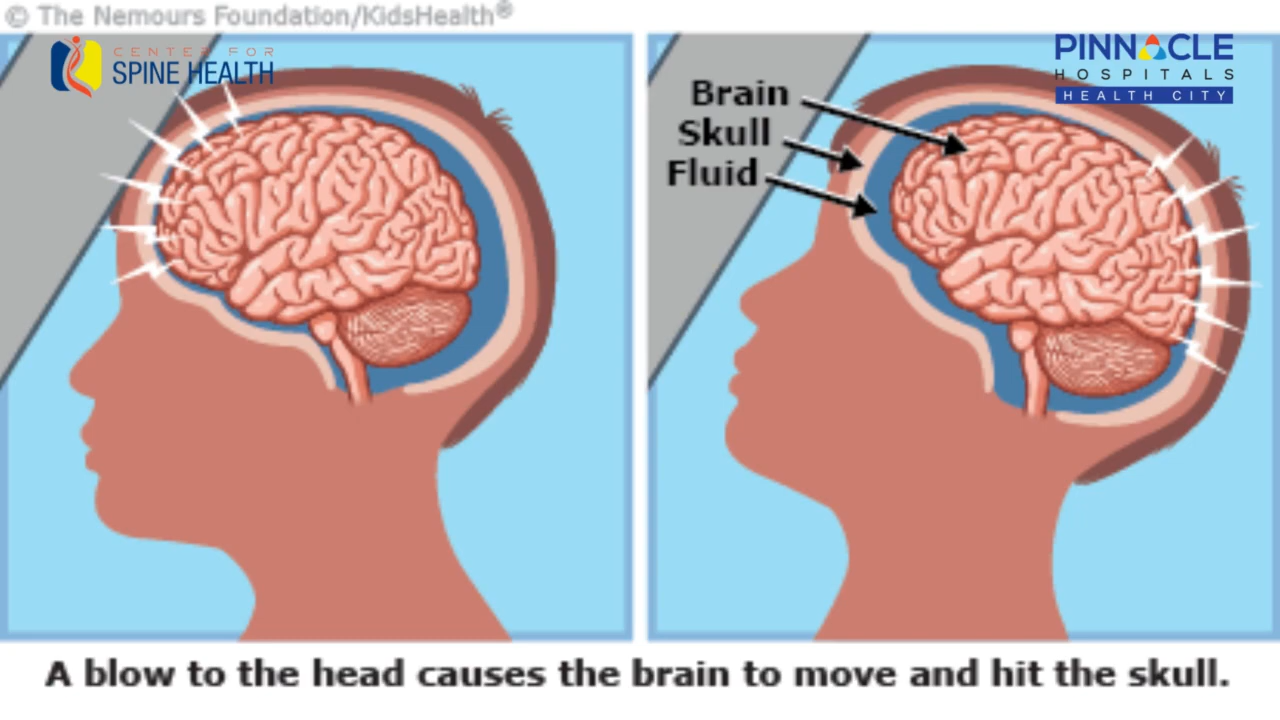 © The Nemours Foundation/KidsHealth®
CENTER FOR
SPINE HEALTH
PINNACLE
HOSPITALS
HEALTH CITY
Brain
Skull
Fluid
A blow to the head causes the brain to move and hit the skull.